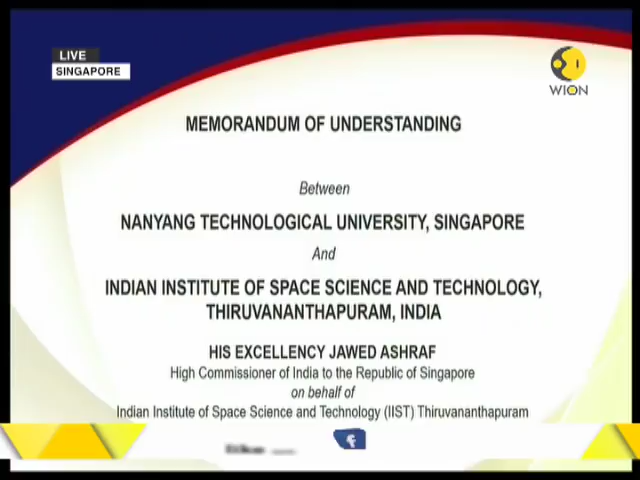 LIVE
SINGAPORE
WION
MEMORANDUM OF UNDERSTANDING
Between
NANYANG TECHNOLOGICAL UNIVERSITY, SINGAPORE
And
INDIAN INSTITUTE OF SPACE SCIENCE AND TECHNOLOGY,
THIRUVANANTHAPURAM, INDIA
HIS EXCELLENCY JAWED ASHRAF
High Commissioner of India to the Republic of Singapore
on behalf of
Indian Institute of Space Science and Technology (IIST) Thiruvananthapuram